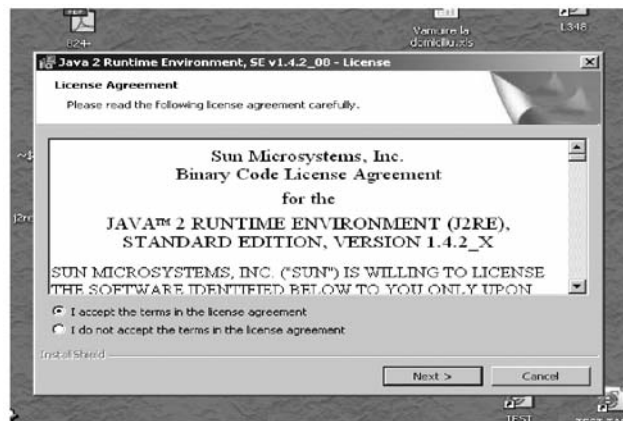 824-
Vamuire la
domiciliu.xls
L348
Java 2 Runtime Environment, SE v1.4.2_08 - License
License Agreement
Please read the following license agreement carefully.
Sun Microsystems, Inc.
Binary Code License Agreement
for the
JAVA™ 2 RUNTIME ENVIRONMENT (J2RE),
STANDARD EDITION, VERSION 1.4.2_X
SUN MICROSYSTEMS, INC. ("SUN") IS WILLING TO LICENSE
THE SOFTWARE IDENTIFIED BELOW TO YOU ONLY UPON
j2re
I accept the terms in the license agreement
I do not accept the terms in the license agreement
InstallShield
Next >
Cancel
TEST